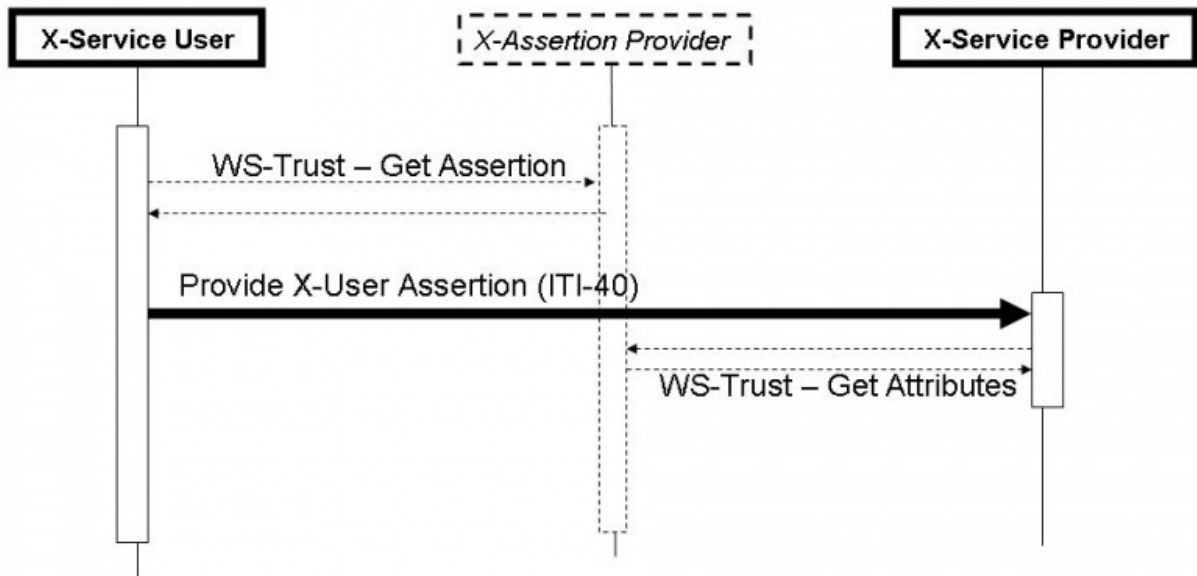 X-Service User
X-Assertion Provider
X-Service Provider
WS-Trust – Get Assertion
Provide X-User Assertion (ITI-40)
WS-Trust – Get Attributes